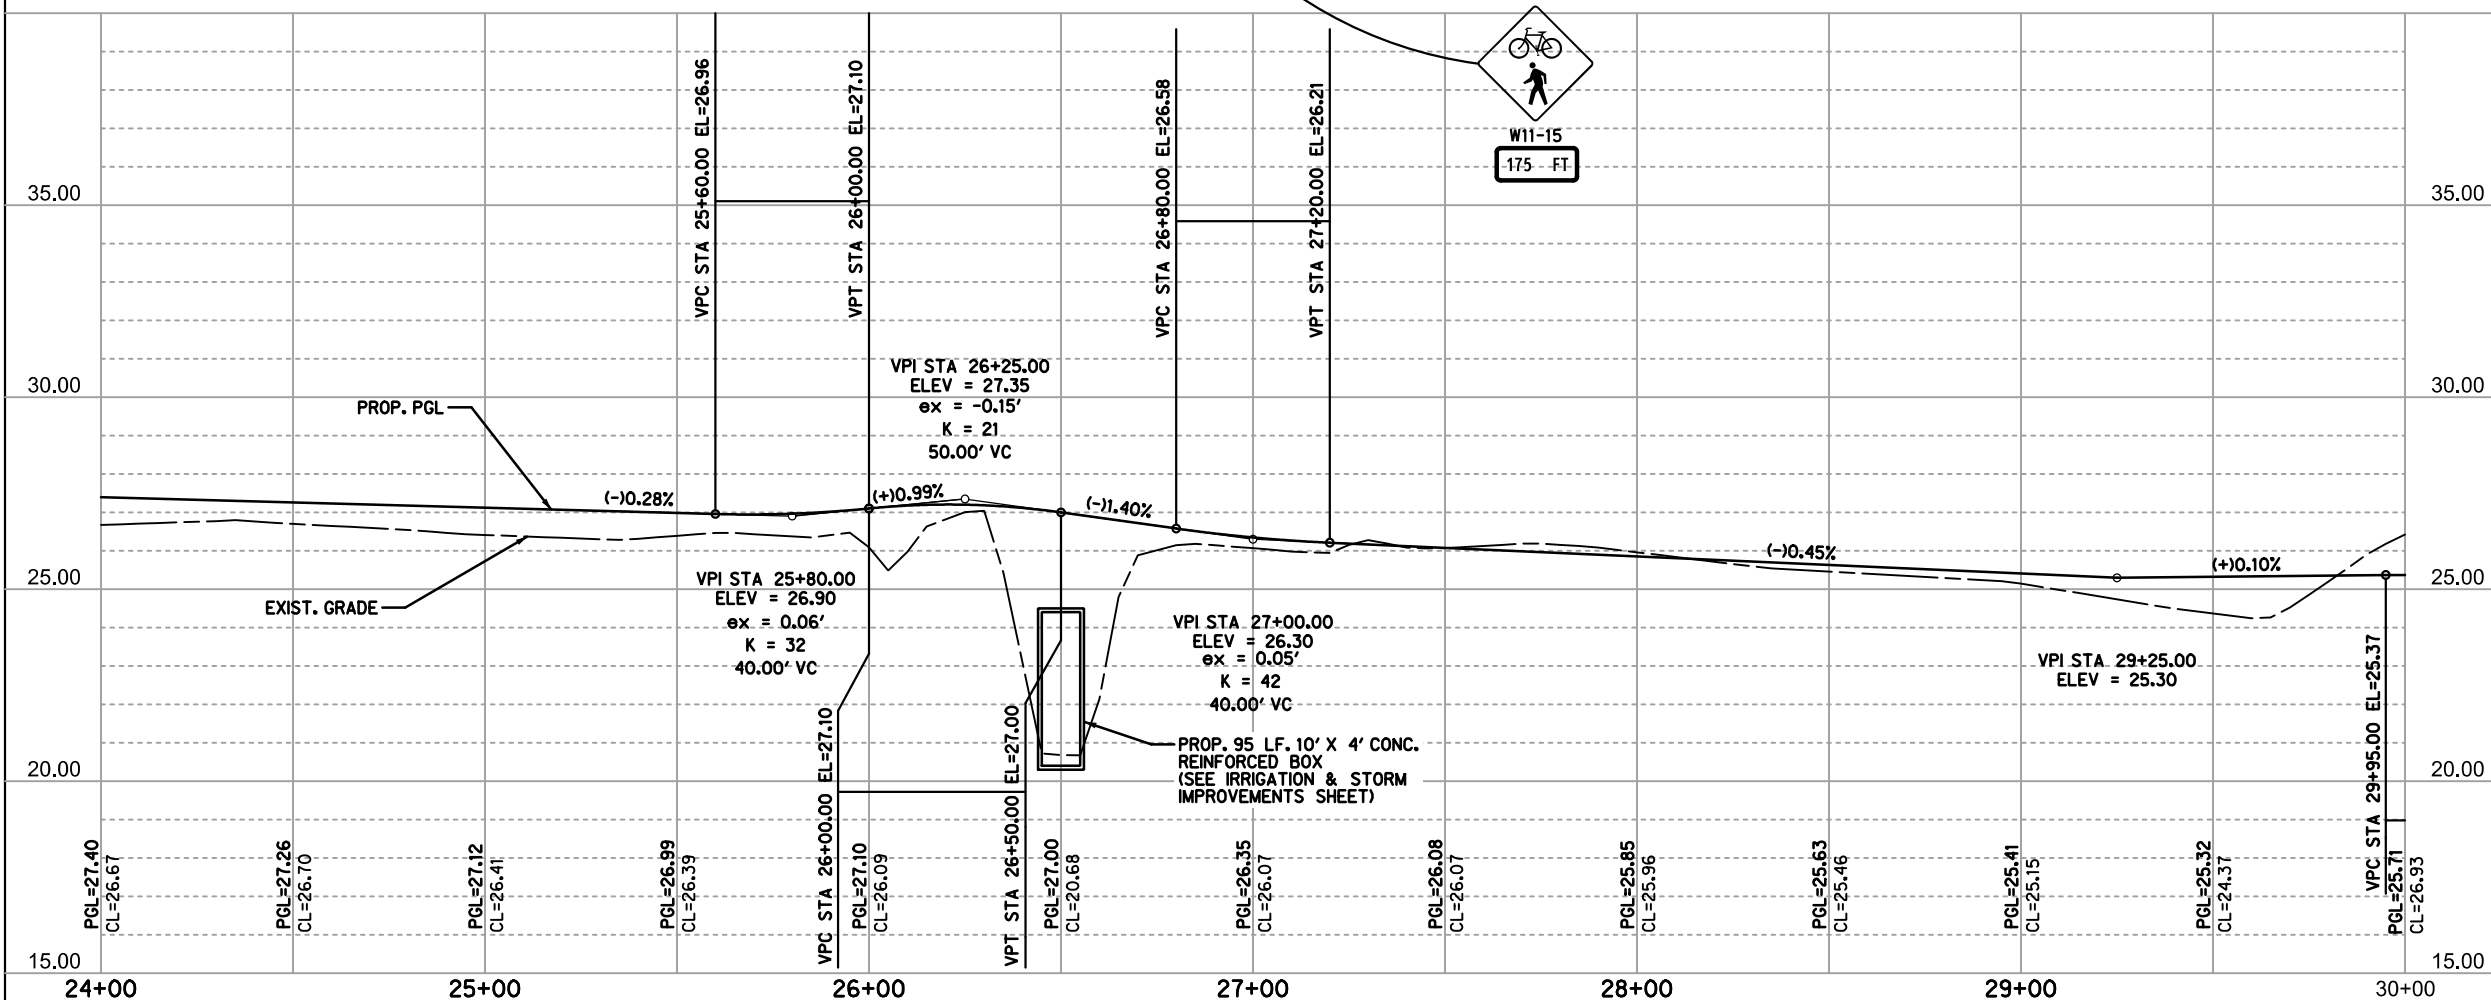 W11-15
175 FT
VPC STA 25+60.00 EL=26.96
VPT STA 26+00.00 EL=27.10
VPC STA 26+80.00 EL=26.58
VPT STA 27+20.00 EL=26.21
35.00
35.00
30.00
30.00
VPI STA 26+25.00
ELEV = 27.35
ex = -0.15'
K = 21
50.00' VC
PROP. PGL
(-)0.28%
(+)0.99%
(-)1.40%
(-)0.45%
(+)0.10%
25.00
25.00
EXIST. GRADE
VPI STA 25+80.00
ELEV = 26.90
ex = 0.06'
K = 32
40.00' VC
VPI STA 27+00.00
ELEV = 26.30
ex = 0.05'
K = 42
40.00' VC
VPI STA 29+25.00
ELEV = 25.30
PROP. 95 LF. 10' X 4' CONC.
REINFORCED BOX
(SEE IRRIGATION & STORM
IMPROVEMENTS SHEET)
VPC STA 26+00.00 EL=27.10
VPT STA 26+50.00 EL=27.00
VPC STA 29+95.00 EL=25.37
20.00
20.00
PGL=27.40
CL=26.67
PGL=27.26
CL=26.70
PGL=27.12
CL=26.41
PGL=26.99
CL=26.39
PGL=27.10
CL=26.09
PGL=27.00
CL=20.68
PGL=26.35
CL=26.07
PGL=26.08
CL=26.07
PGL=25.85
CL=25.96
PGL=25.63
CL=25.46
PGL=25.41
CL=25.15
PGL=25.32
CL=24.37
PGL=25.71
CL=26.93
15.00
15.00
24+00
25+00
26+00
27+00
28+00
29+00
30+00